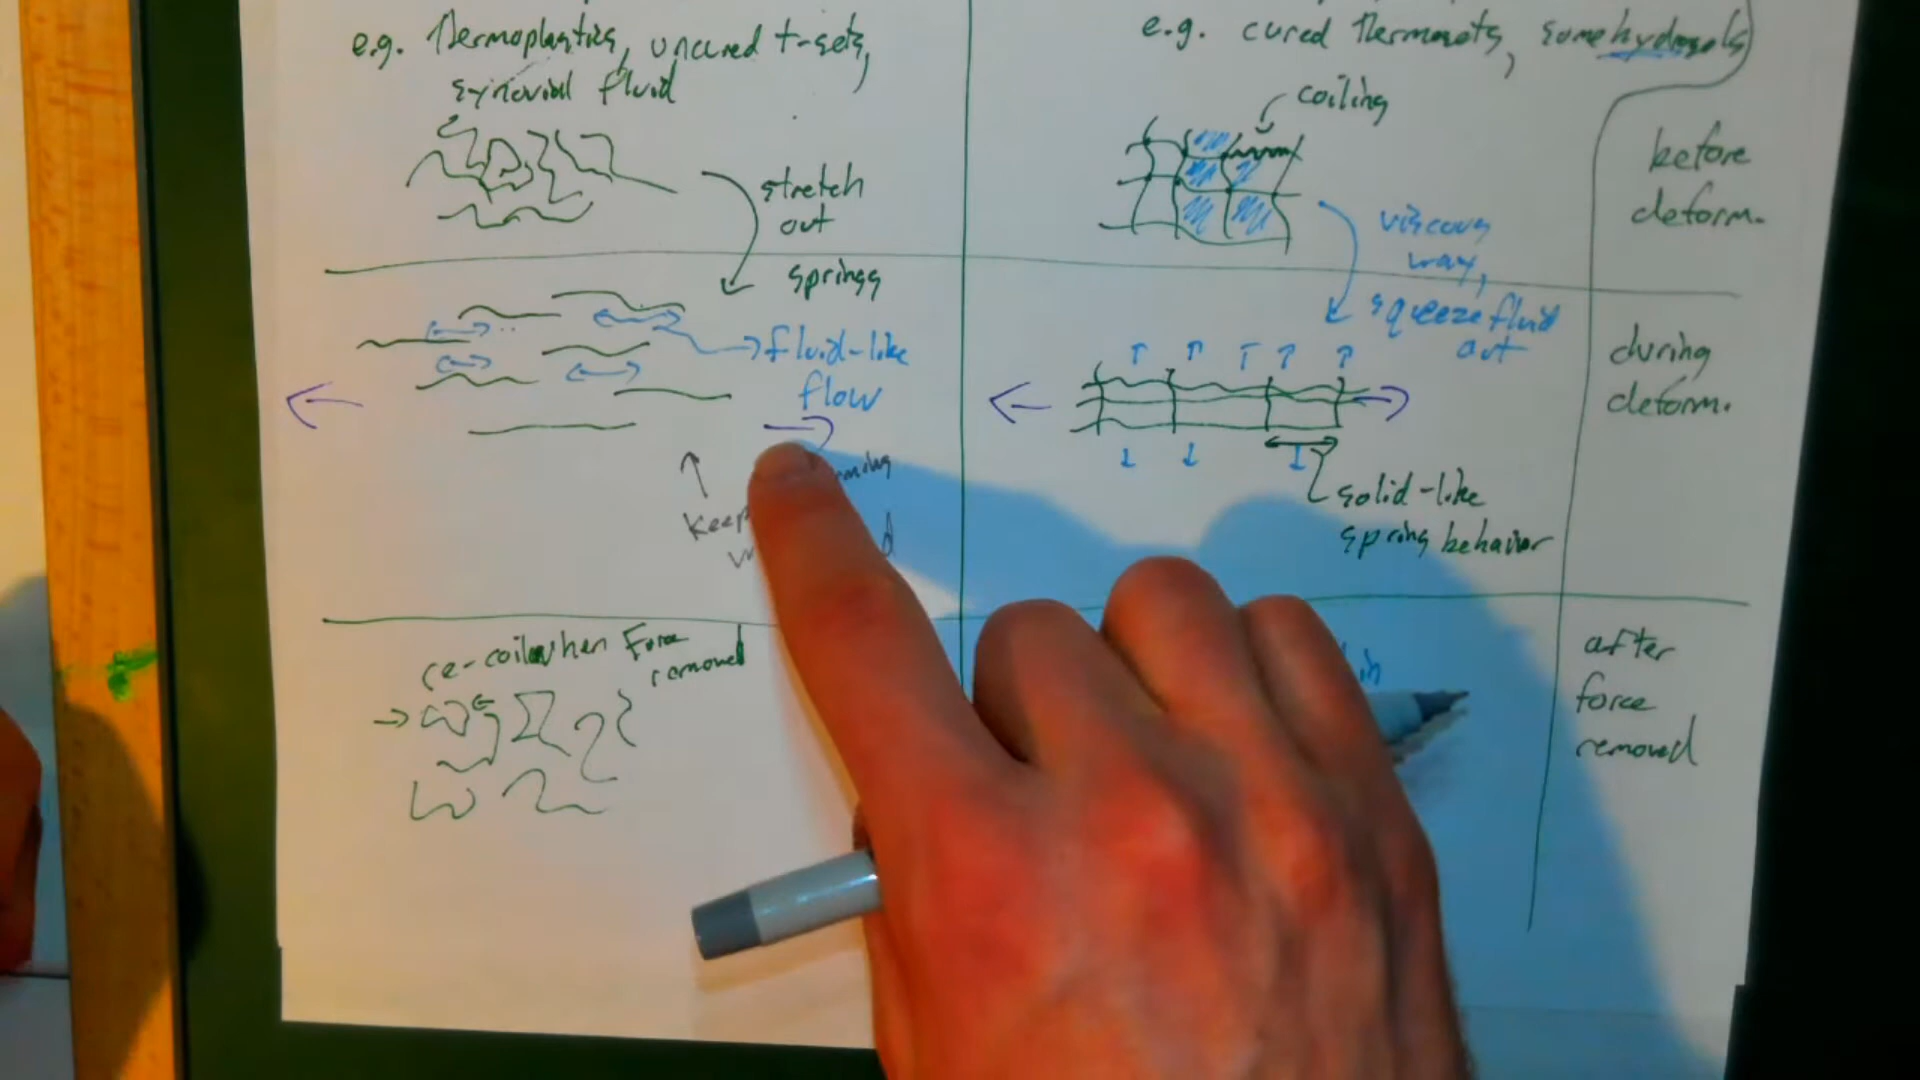 e.g. thermoplastics, uncured t-sets,
synovial fluid
stretch
out
springs
fluid-like
flow
keep
re-coil when Force
removed
e.g. cured thermosets, some hydrogels
coiling
viscous
way,
squeeze fluid
out
solid-like
spring behavior
before
deform.
during
deform.
after
force
removed